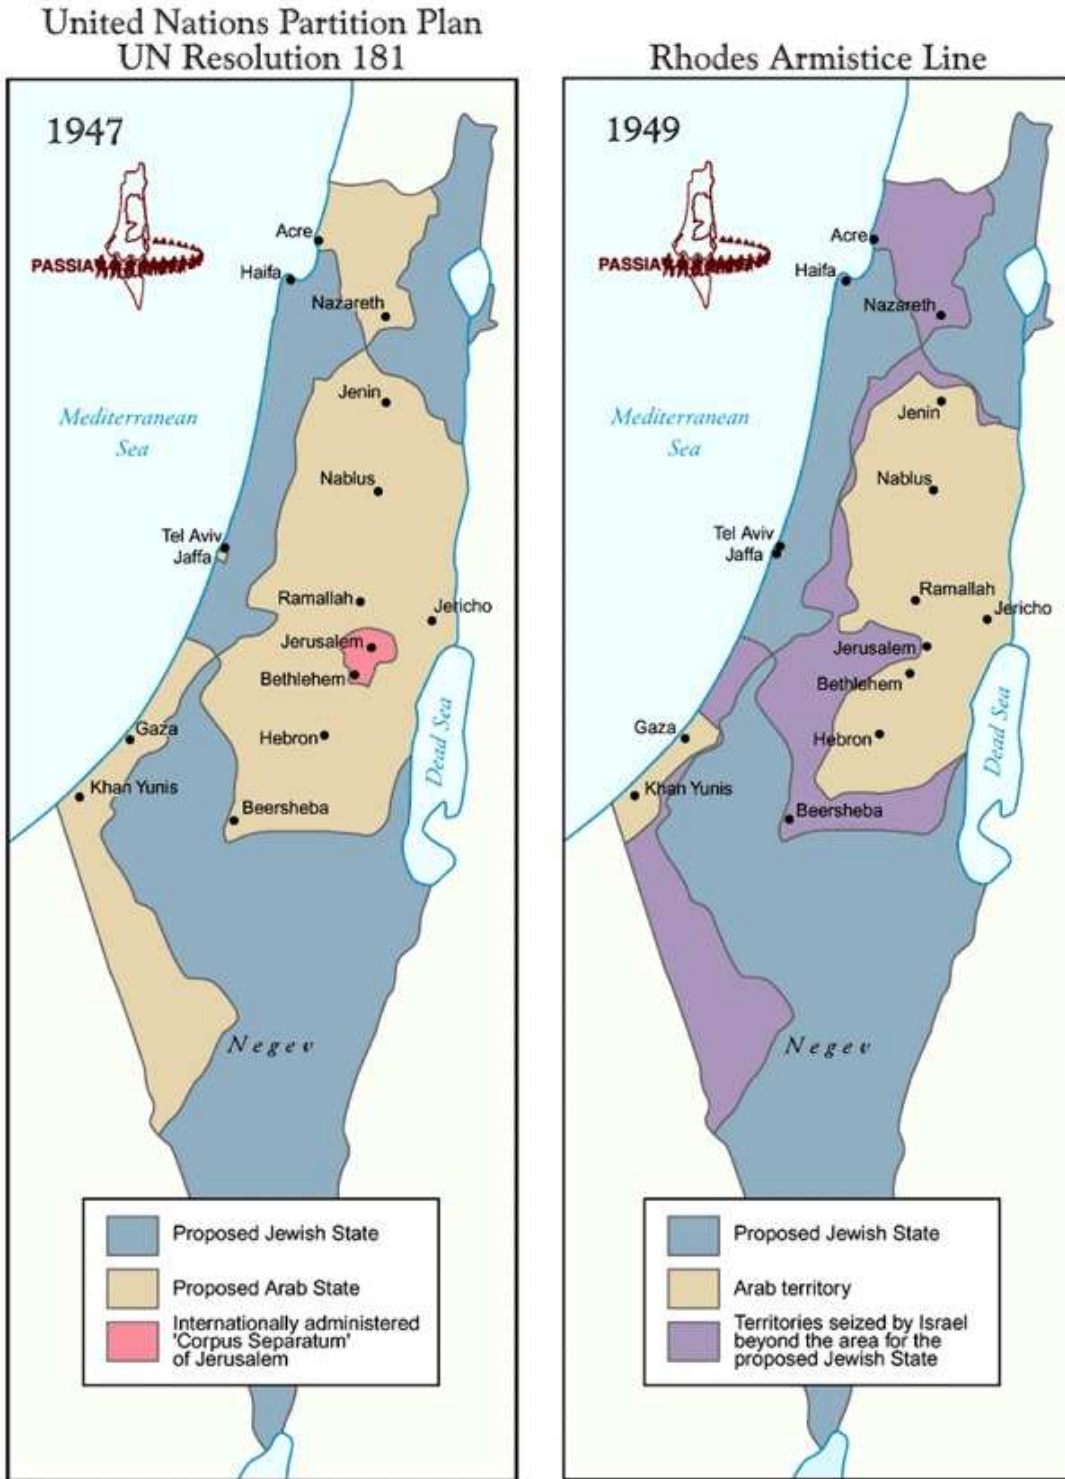 United Nations Partition Plan
UN Resolution 181
1947
PASSIA
Acre
Haifa
Nazareth
Jenin
Mediterranean
Sea
Nablus
Tel Aviv
Jaffa
Ramallah
Jericho
Jerusalem
Bethlehem
Gaza
Hebron
Dead Sea
Khan Yunis
Beersheba
Negev
Proposed Jewish State
Proposed Arab State
Internationally administered
'Corpus Separatum'
of Jerusalem
Rhodes Armistice Line
1949
PASSIA
Acre
Haifa
Nazareth
Jenin
Mediterranean
Sea
Nablus
Tel Aviv
Jaffa
Ramallah
Jericho
Jerusalem
Bethlehem
Gaza
Hebron
Dead Sea
Khan Yunis
Beersheba
Negev
Proposed Jewish State
Arab territory
Territories seized by Israel
beyond the area for the
proposed Jewish State